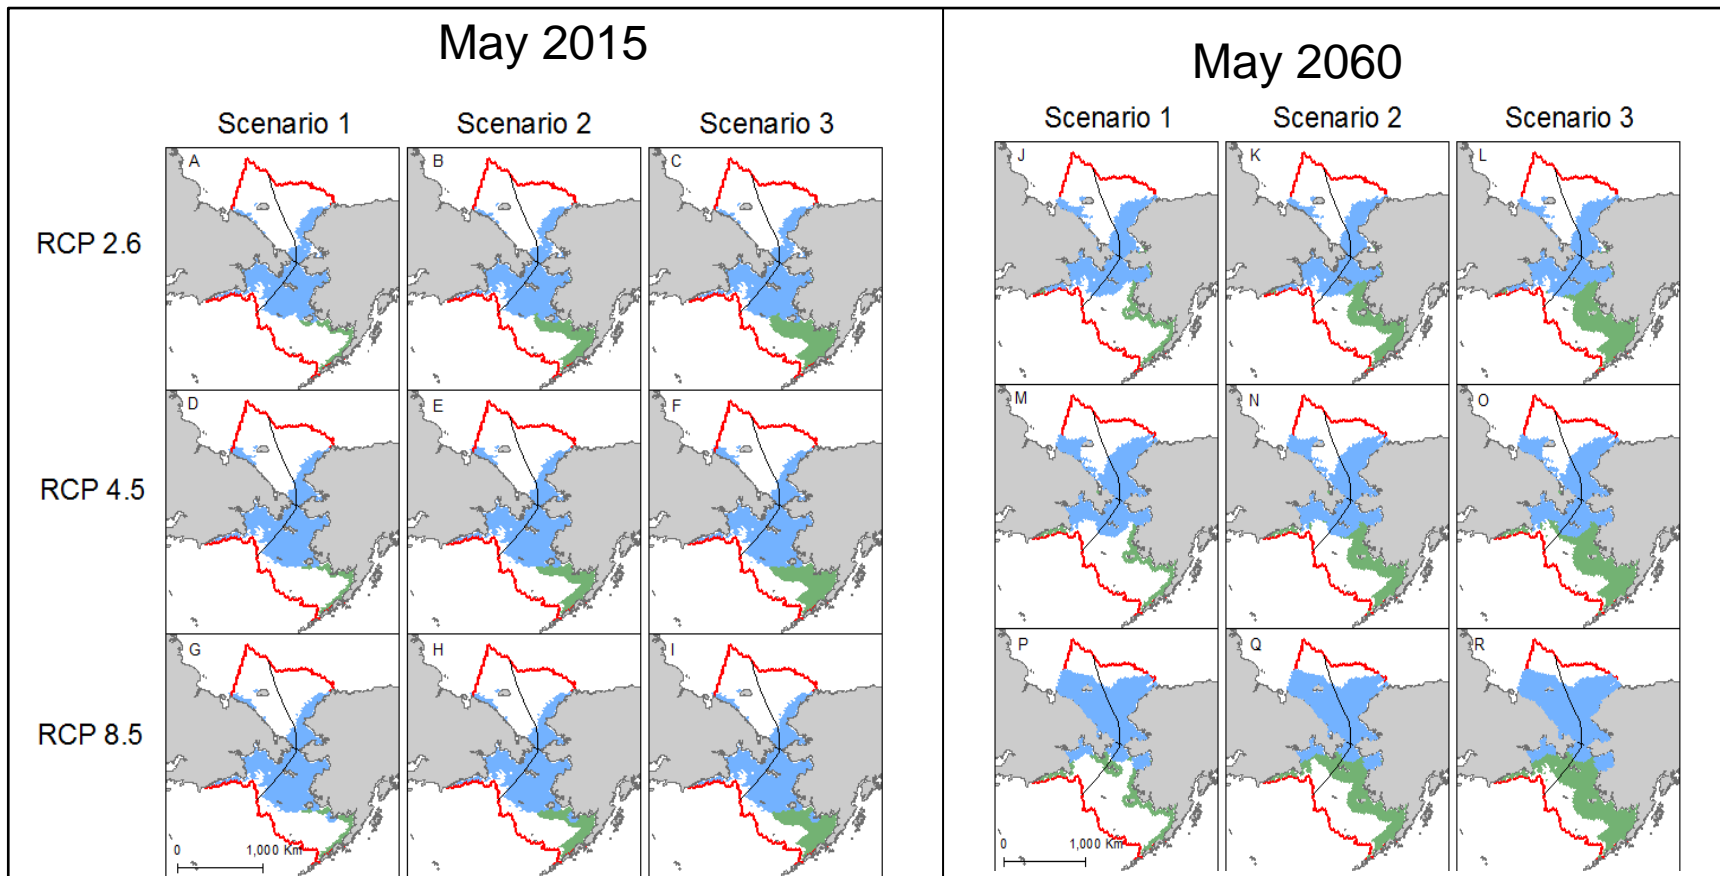 May 2015
May 2060
Scenario 1 Scenario 2 Scenario 3
Scenario 1 Scenario 2 Scenario 3
A B C
J K L
RCP 2.6
D E F
M N O
RCP 4.5
G H I
P Q R
RCP 8.5
0 1,000 Km
0 1,000 Km